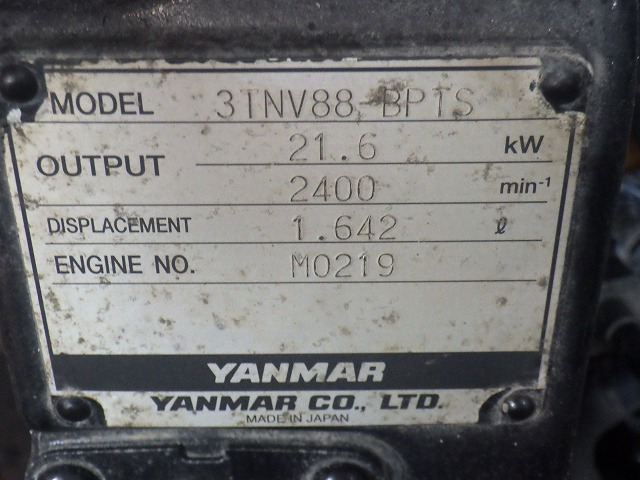 MODEL 3TNV88-BPTS
OUTPUT 21.6 kW
2400 min-1
DISPLACEMENT 1.642 ℓ
ENGINE NO. M0219
YANMAR
YANMAR CO., LTD.
MADE IN JAPAN